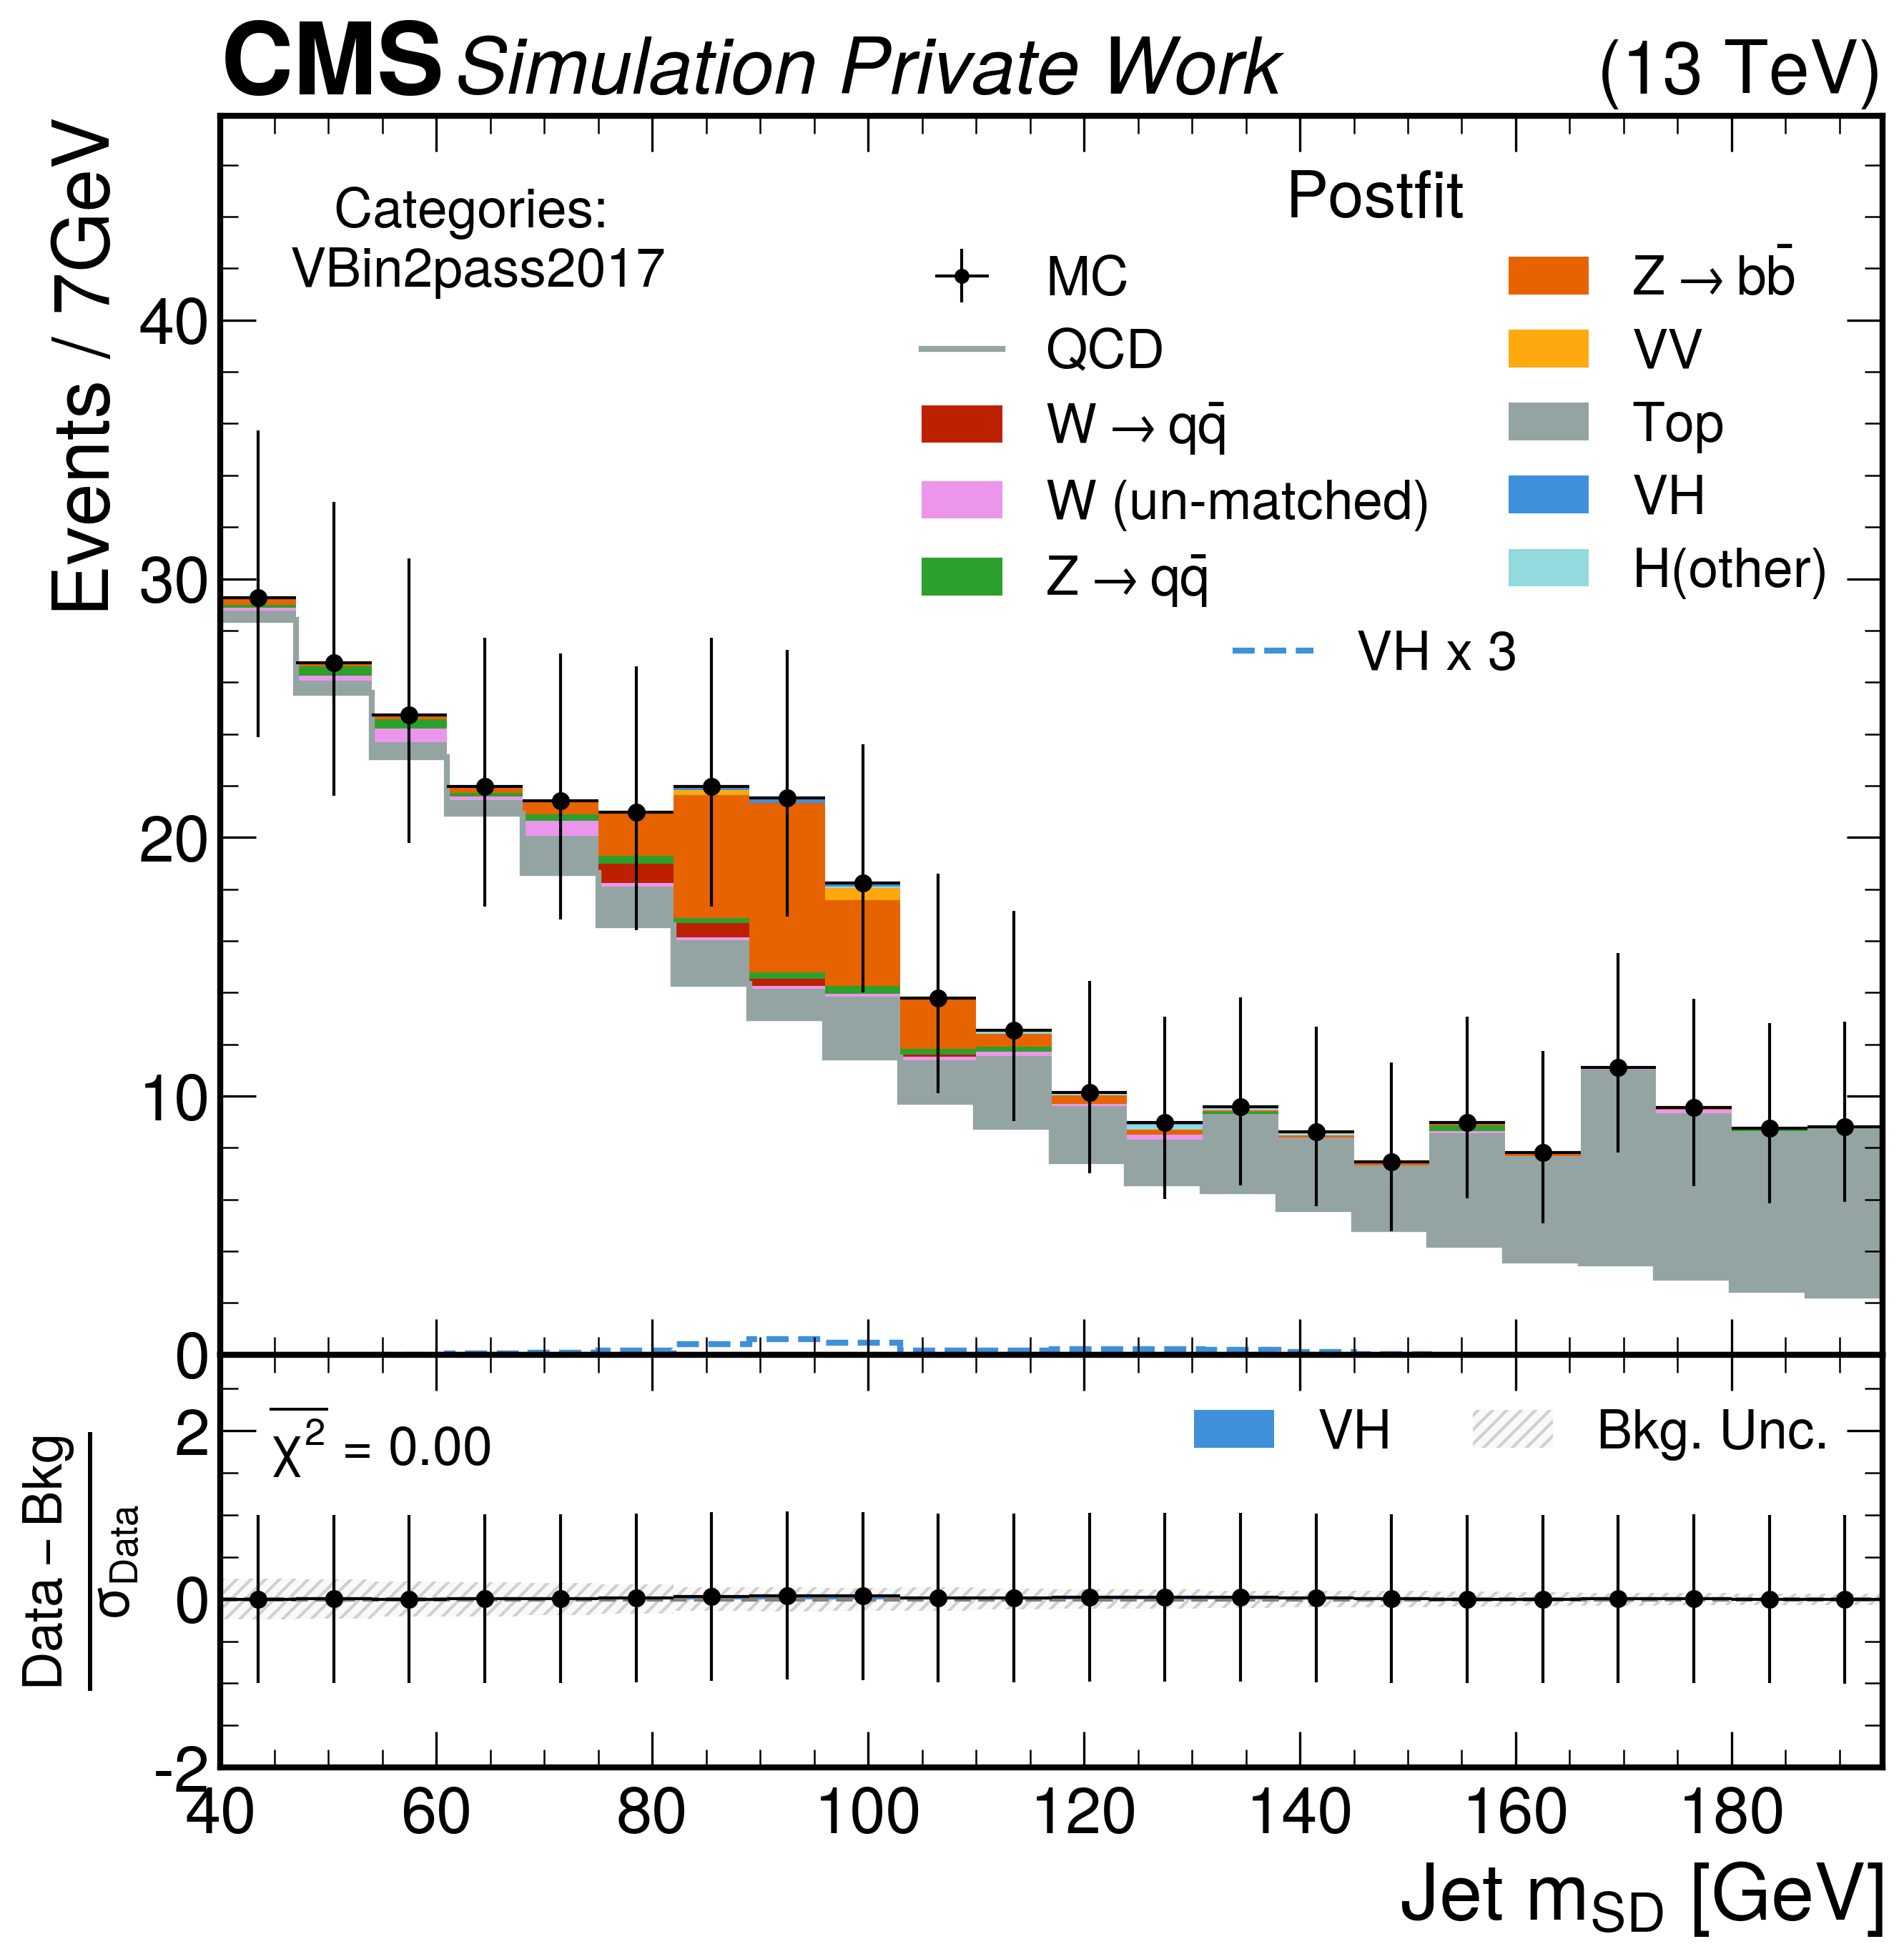 CMS Simulation Private Work (13 TeV)
Events / 7GeV
Categories:
VBin2pass2017
Postfit
MC
QCD
W → qq̄
W (un-matched)
Z → qq̄
Z → bb̄
VV
Top
VH
H(other)
VH x 3
40
30
20
10
0
Data − Bkg
σData
χ² = 0.00
VH
Bkg. Unc.
2
0
-2
40 60 80 100 120 140 160 180
Jet mSD [GeV]